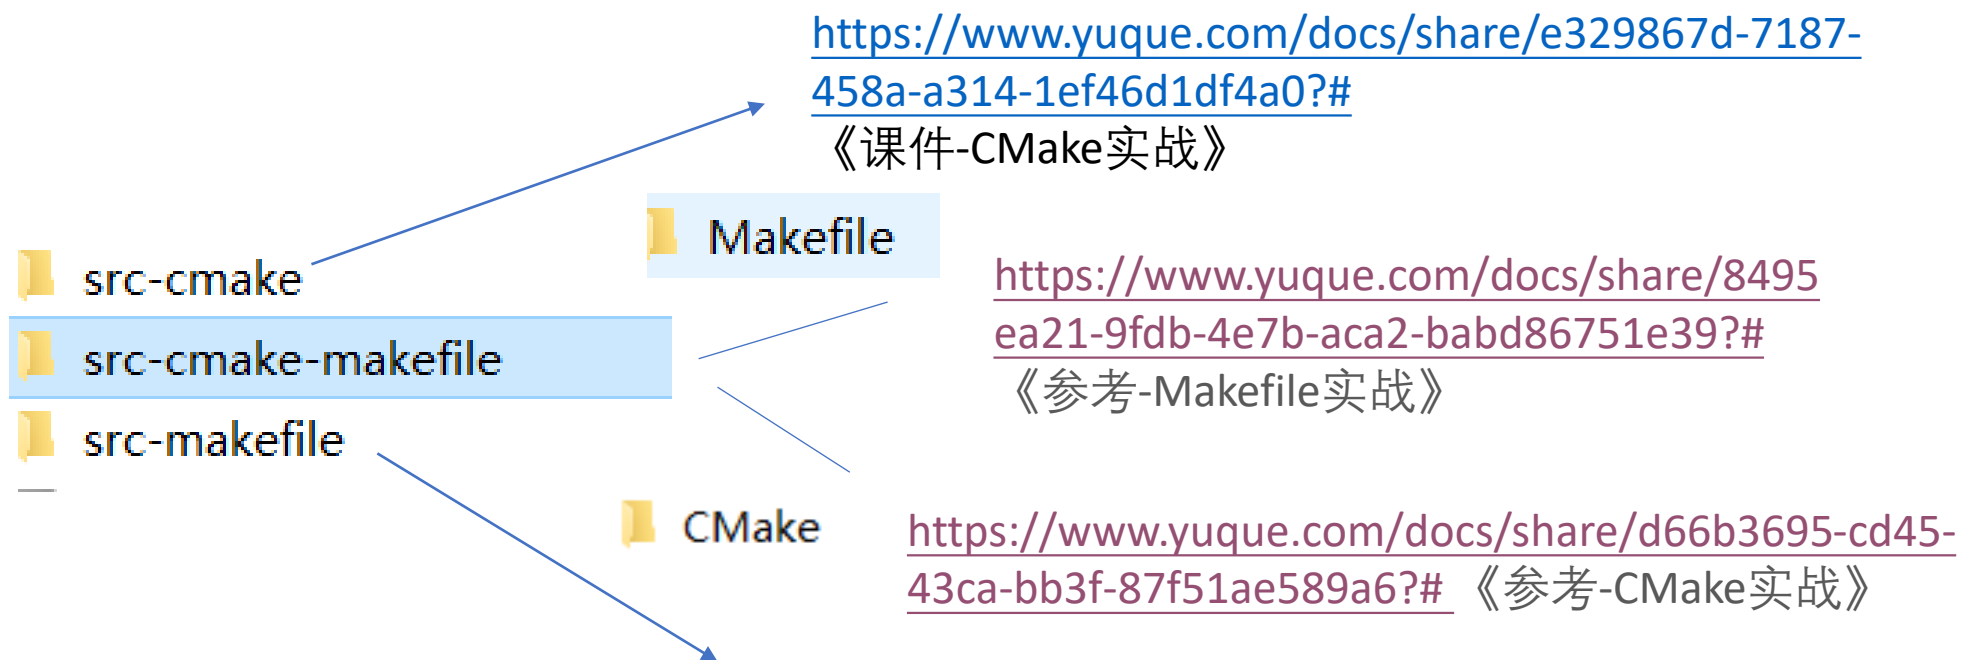 https://www.yuque.com/docs/share/e329867d-7187-
458a-a314-1ef46d1df4a0?#
《课件-CMake实战》
Makefile
src-cmake
https://www.yuque.com/docs/share/8495
ea21-9fdb-4e7b-aca2-babd86751e39?#
src-cmake-makefile
《参考-Makefile实战》
src-makefile
CMake
https://www.yuque.com/docs/share/d66b3695-cd45-
43ca-bb3f-87f51ae589a6?# 《参考-CMake实战》